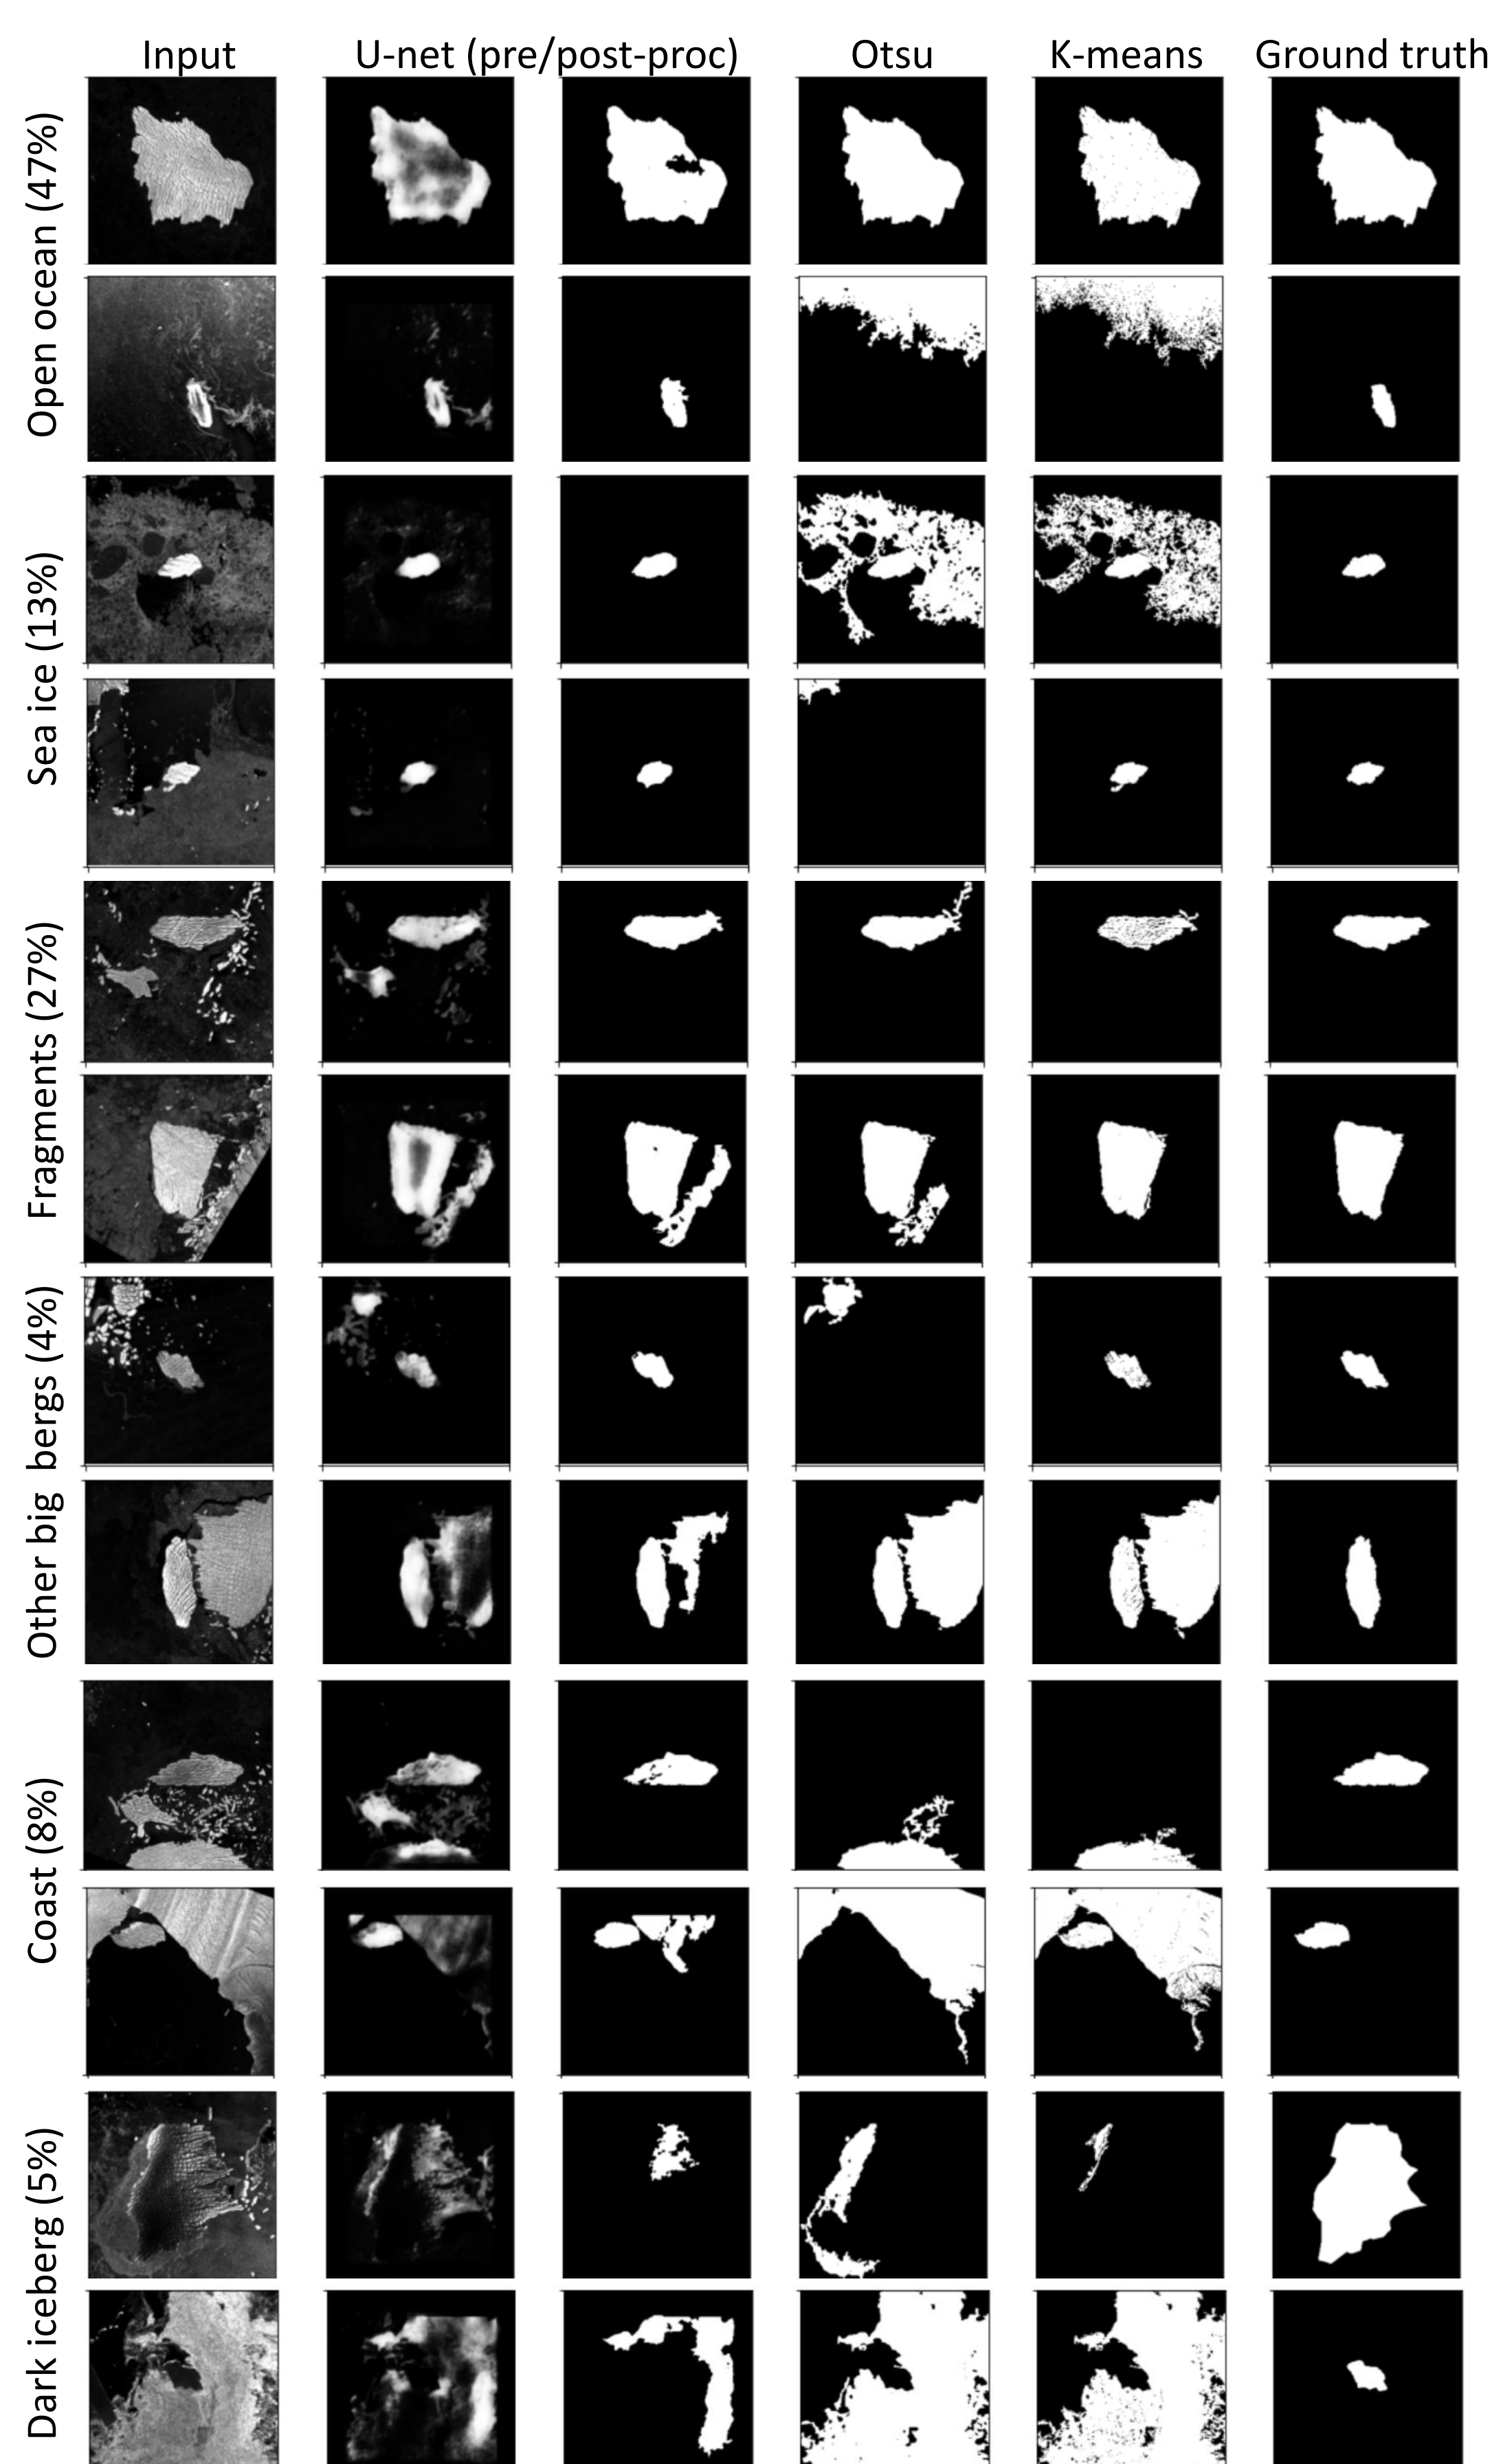 Input U-net (pre/post-proc) Otsu K-means Ground truth
Open ocean (47%)
Sea ice (13%)
Fragments (27%)
Other big bergs (4%)
Coast (8%)
Dark iceberg (5%)